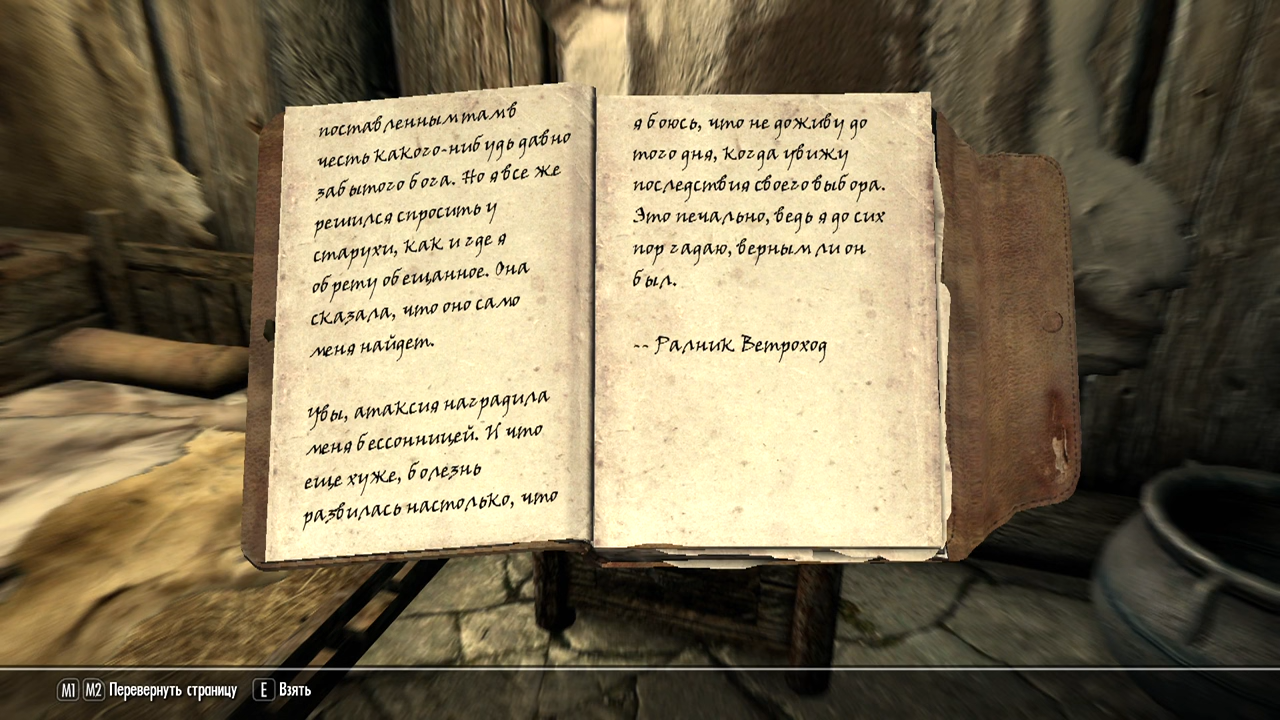 поставленным там в
честь какого-нибудь давно
забытого бога. Но я все же
решился спросить у
старухи, как и где я
обрету обещанное. Она
сказала, что оно само
меня найдет.
Увы, атаксия наградила
меня бессонницей. И что
еще хуже, болезнь
развилась настолько, что
я боюсь, что не доживу до
того дня, когда увижу
последствия своего выбора.
Это печально, ведь я до сих
пор гадаю, верным ли он
был.
-- Ралник Ветроход
M1 M2 Перевернуть страницу E Взять